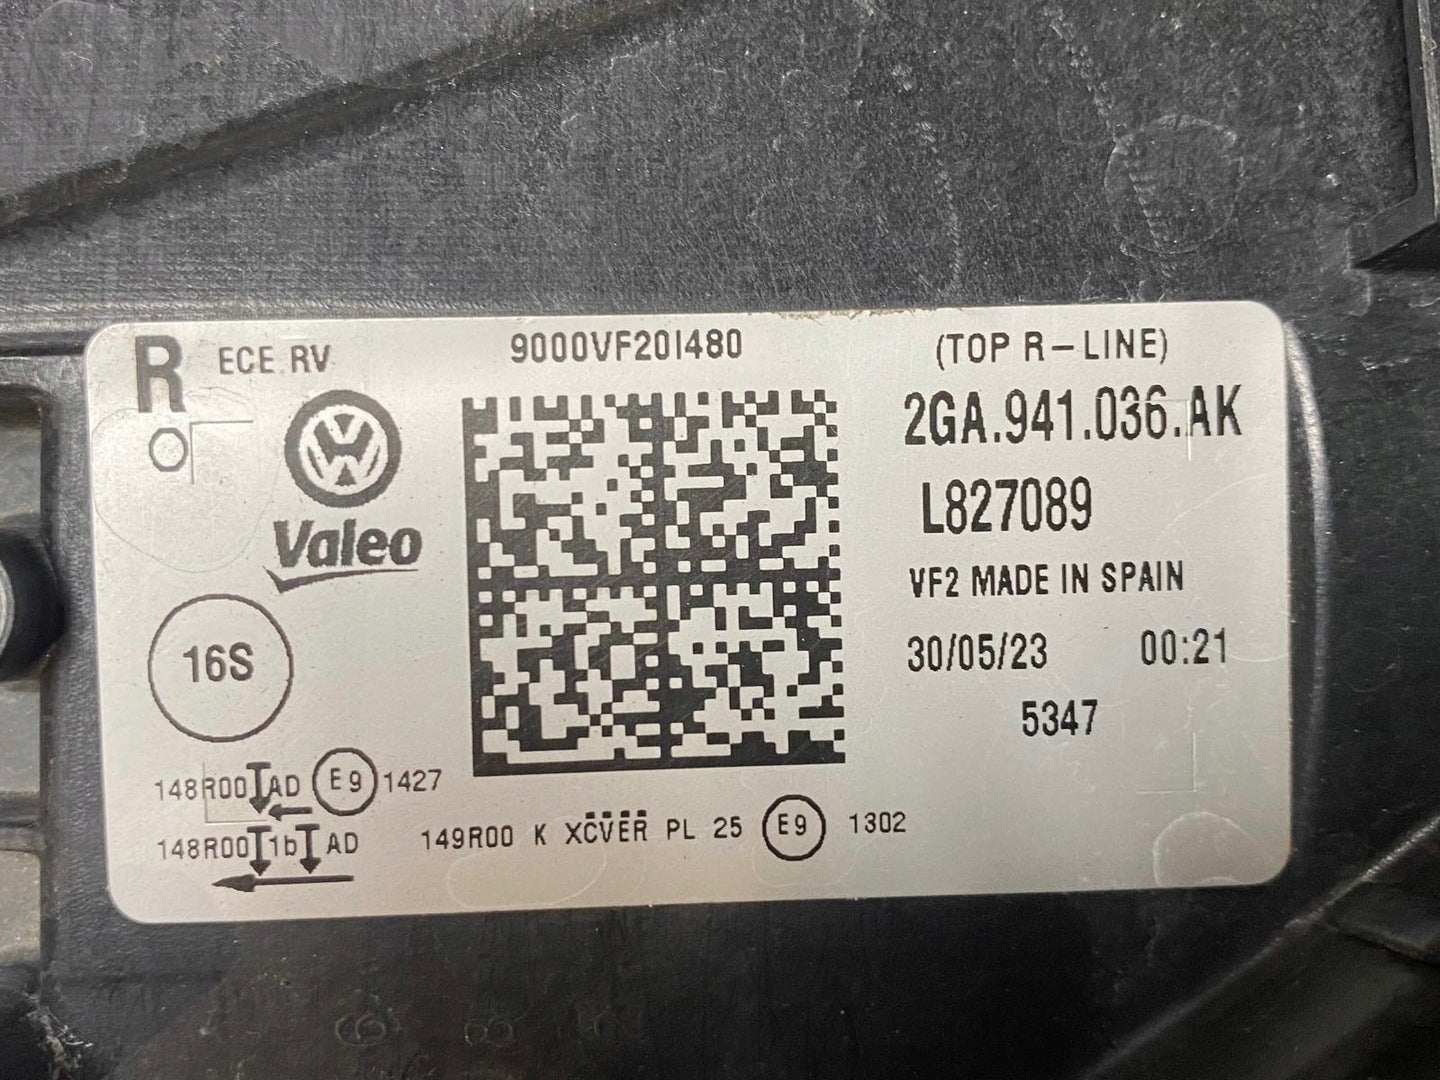 R ECE RV 9000VF20I480 (TOP R-LINE)
2GA.941.036.AK
Valeo
L827089
VF2 MADE IN SPAIN
16S
30/05/23 00:21
5347
148R00 AD E9 1427
148R00 1b AD
149R00 K XCVER PL 25 E9 1302